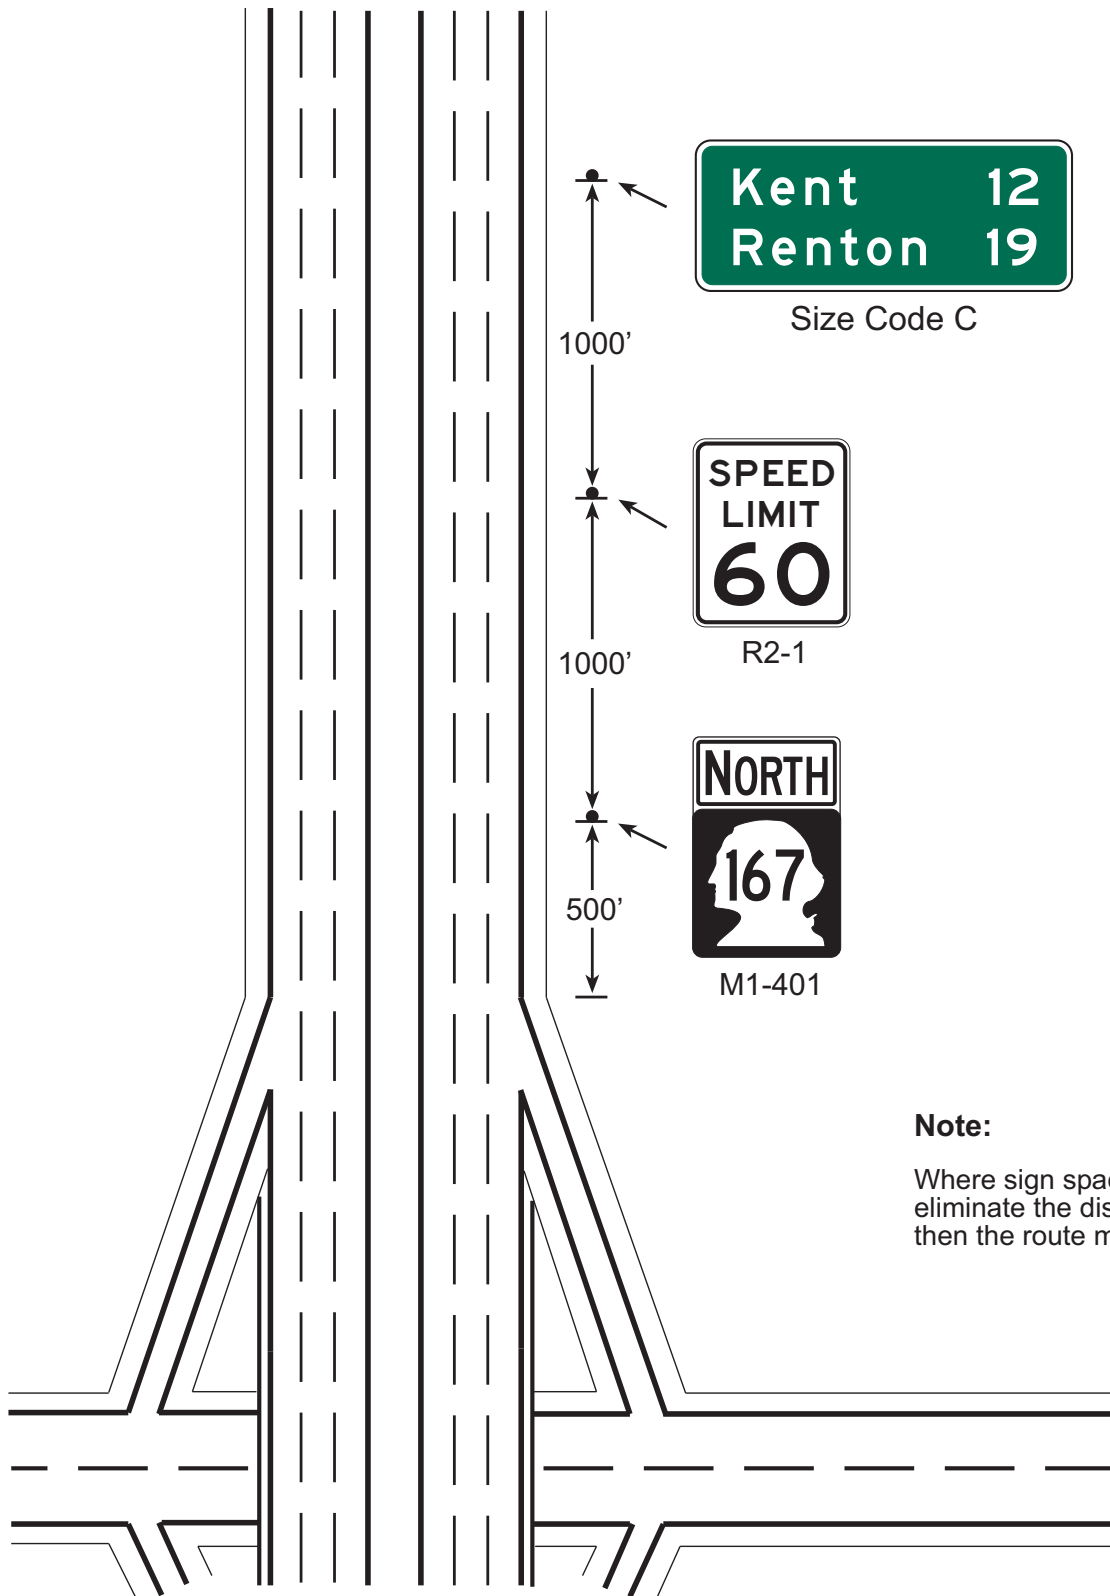 Kent 12
Renton 19
Size Code C
1000’
SPEED
LIMIT
60
R2-1
1000’
NORTH
167
500’
M1-401
Note:
Where sign spa
eliminate the dis
then the route m